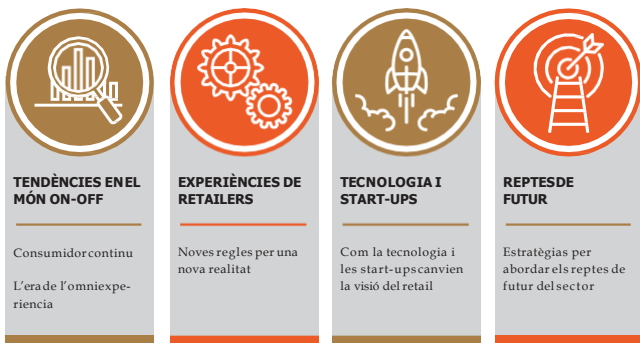 TENDÈNCIES EN EL
MÓN ON-OFF
Consumidor continu
L'era de l'omniexpe-
riencia
EXPERIÈNCIES DE
RETAILERS
Noves regles per una
nova realitat
TECNOLOGIA I
START-UPS
Com la tecnologia i
les start-ups canvien
la visió del retail
REPTES DE
FUTUR
Estratègias per
abordar els reptes de
futur del sector